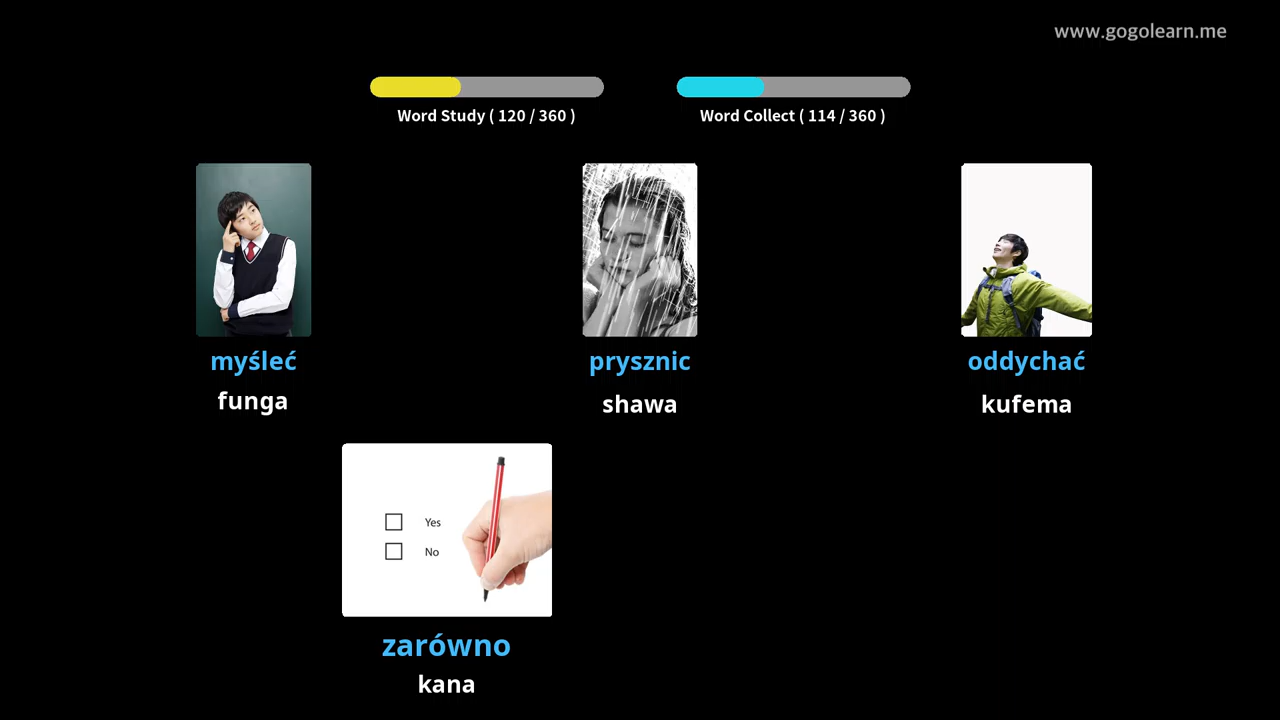 www.gogolearn.me
Word Study ( 120 / 360 )
Word Collect ( 114 / 360 )
myśleć
funga
prysznic
shawa
oddychać
kufema
Yes
No
zarówno
kana